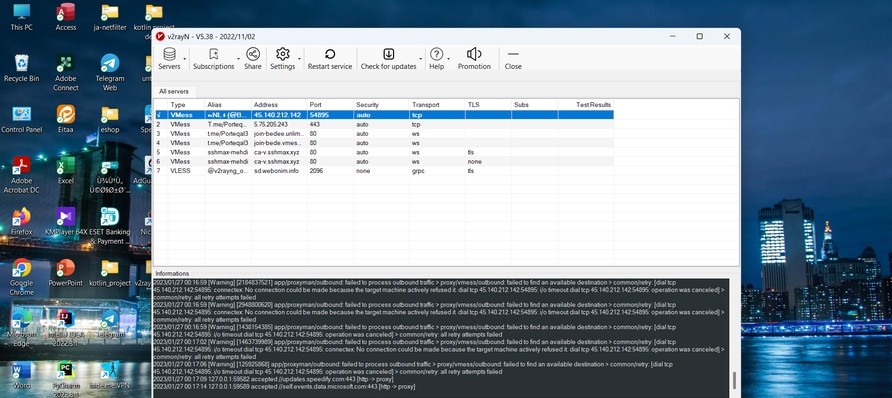 This PC
Access
ja-netfilter
kotlin pro...
Recycle Bin
Adobe
Connect
Telegram
Web
Control Panel
Eitaa
eshop
Adobe
Acrobat DC
Excel
Firefox
KMPlayer 64X
ESET Banking
& Payment ...
Google
Chrome
PowerPoint
kotlin_project
Edge
Telegram
Word
PyCharm
v2rayN - V5.38 - 2022/11/02
Servers
Subscriptions
Share
Settings
Restart service
Check for updates
Help
Promotion
Close
All servers
Type Alias Address Port Security Transport TLS Subs Test Results
√ VMess 45.140.212.142 54895 auto tcp
2 VMess T.me/Porteq... 5.75.205.243 443 auto tcp
3 VMess t.me/Porteqal3 join-bede.unlim... 80 auto ws
4 VMess t.me/Porteqal3 join-bede.vmes... 80 auto ws
5 VMess sshmax-mehdi ca-v.sshmax.xyz 80 auto ws tls
6 VMess sshmax-mehdi ca-v.sshmax.xyz 80 auto ws none
7 VLESS @v2rayng_o... sd.webonim.info 2096 none grpc tls
Informations
2023/01/27 00:16:59 [Warning] [2184837521] app/proxyman/outbound: failed to process outbound traffic > proxy/vmess/outbound: failed to find an available destination > common/retry: [dial tcp
45.140.212.142:54895: connectex: No connection could be made because the target machine actively refused it. dial tcp 45.140.212.142:54895: i/o timeout dial tcp 45.140.212.142:54895: operation was canceled] >
common/retry: all retry attempts failed
2023/01/27 00:16:59 [Warning] [2948800620] app/proxyman/outbound: failed to process outbound traffic > proxy/vmess/outbound: failed to find an available destination > common/retry: [dial tcp
45.140.212.142:54895: connectex: No connection could be made because the target machine actively refused it. dial tcp 45.140.212.142:54895: i/o timeout dial tcp 45.140.212.142:54895: operation was canceled] >
common/retry: all retry attempts failed
2023/01/27 00:16:59 [Warning] [1438154385] app/proxyman/outbound: failed to process outbound traffic > proxy/vmess/outbound: failed to find an available destination > common/retry: [dial tcp
45.140.212.142:54895: i/o timeout dial tcp 45.140.212.142:54895: operation was canceled] > common/retry: all retry attempts failed
2023/01/27 00:17:02 [Warning] [1463739989] app/proxyman/outbound: failed to process outbound traffic > proxy/vmess/outbound: failed to find an available destination > common/retry: [dial tcp
45.140.212.142:54895: i/o timeout dial tcp 45.140.212.142:54895: connectex: No connection could be made because the target machine actively refused it. dial tcp 45.140.212.142:54895: operation was canceled] >
common/retry: all retry attempts failed
2023/01/27 00:17:06 [Warning] [125925868] app/proxyman/outbound: failed to process outbound traffic > proxy/vmess/outbound: failed to find an available destination > common/retry: [dial tcp
45.140.212.142:54895: i/o timeout dial tcp 45.140.212.142:54895: operation was canceled] > common/retry: all retry attempts failed
2023/01/27 00:17:09 127.0.0.1:59582 accepted //updates.speedify.com:443 [http -> proxy]
2023/01/27 00:17:14 127.0.0.1:59589 accepted //self.events.data.microsoft.com:443 [http -> proxy]